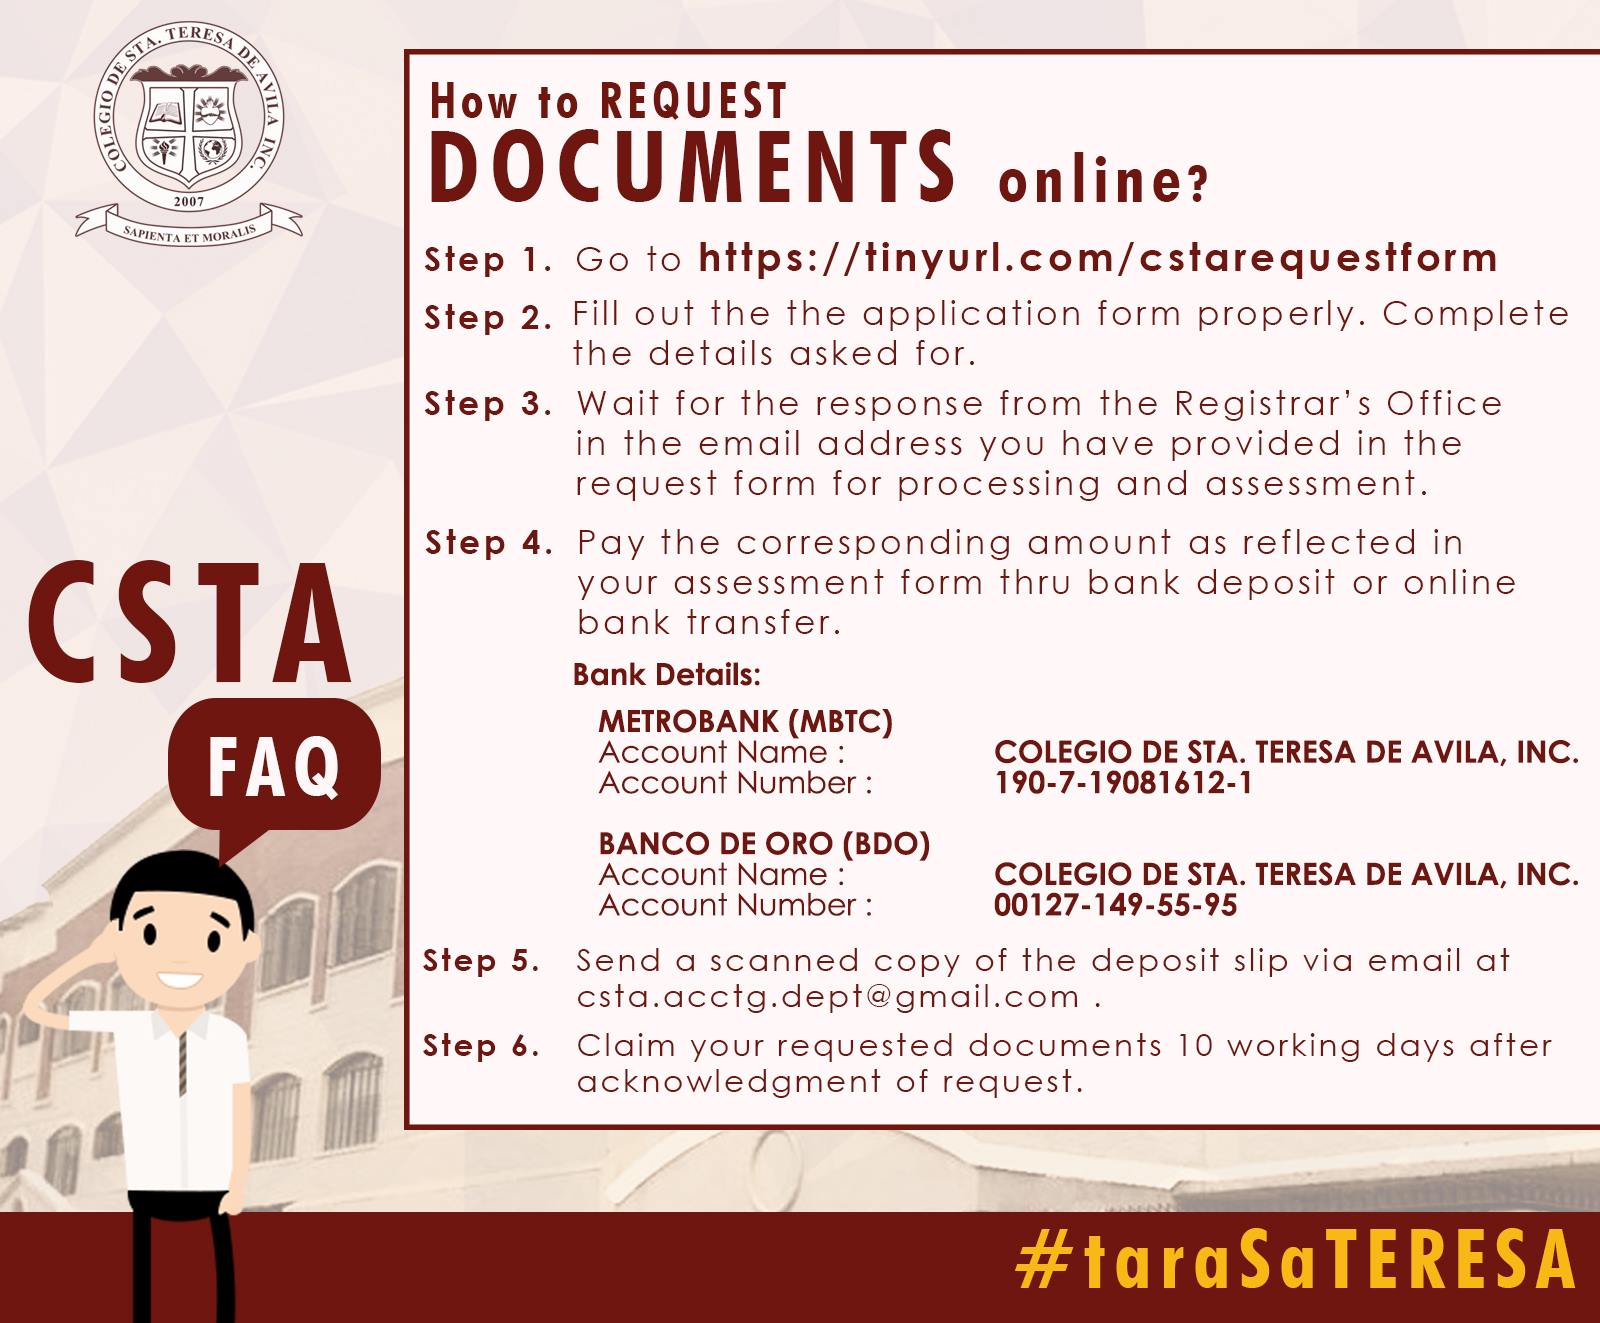 COLEGIO DE STA. TERESA DE AVILA INC.
2007
SAPIENTA ET MORALIS
How to REQUEST
DOCUMENTS online?
Step 1. Go to https://tinyurl.com/cstarequestform
Step 2. Fill out the the application form properly. Complete
the details asked for.
Step 3. Wait for the response from the Registrar's Office
in the email address you have provided in the
request form for processing and assessment.
Step 4. Pay the corresponding amount as reflected in
your assessment form thru bank deposit or online
bank transfer.
Bank Details:
METROBANK (MBTC)
Account Name : COLEGIO DE STA. TERESA DE AVILA, INC.
Account Number : 190-7-19081612-1
BANCO DE ORO (BDO)
Account Name : COLEGIO DE STA. TERESA DE AVILA, INC.
Account Number : 00127-149-55-95
Step 5. Send a scanned copy of the deposit slip via email at
csta.acctg.dept@gmail.com .
Step 6. Claim your requested documents 10 working days after
acknowledgment of request.
CSTA
FAQ
#taraSaTERESA